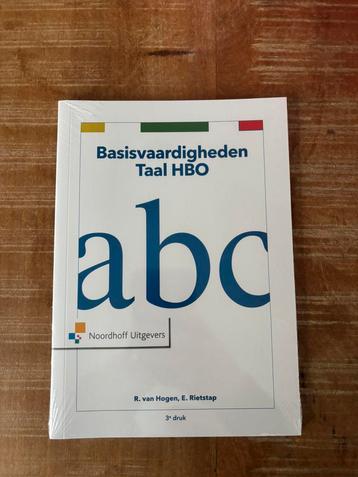 Basisvaardigheden
Taal HBO
abc
Noordhoff Uitgevers
R. van Hogen, E. Rietstap
3e druk